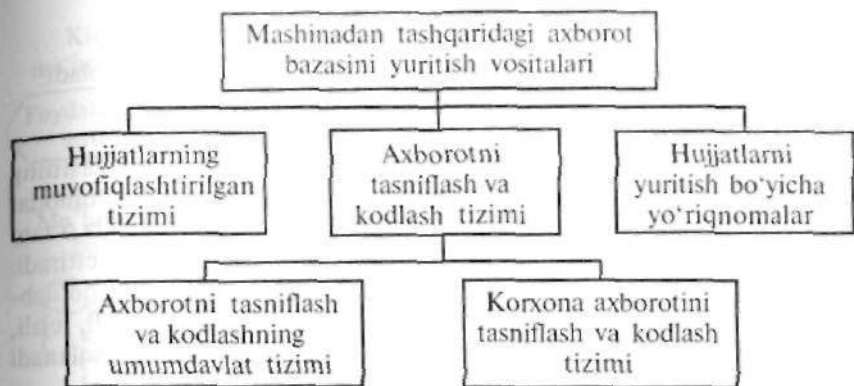 Mashinadan tashqaridagi axborot
bazasini yuritish vositalari
Hujjatlarning
muvofiqlashtirilgan
tizimi
Axborotni
tasniflash va
kodlash tizimi
Hujjatlarni
yuritish bo‘yicha
yo‘riqnomalar
Axborotni tasniflash
va kodlashning
umumdavlat tizimi
Korxona axborotini
tasniflash va kodlash
tizimi